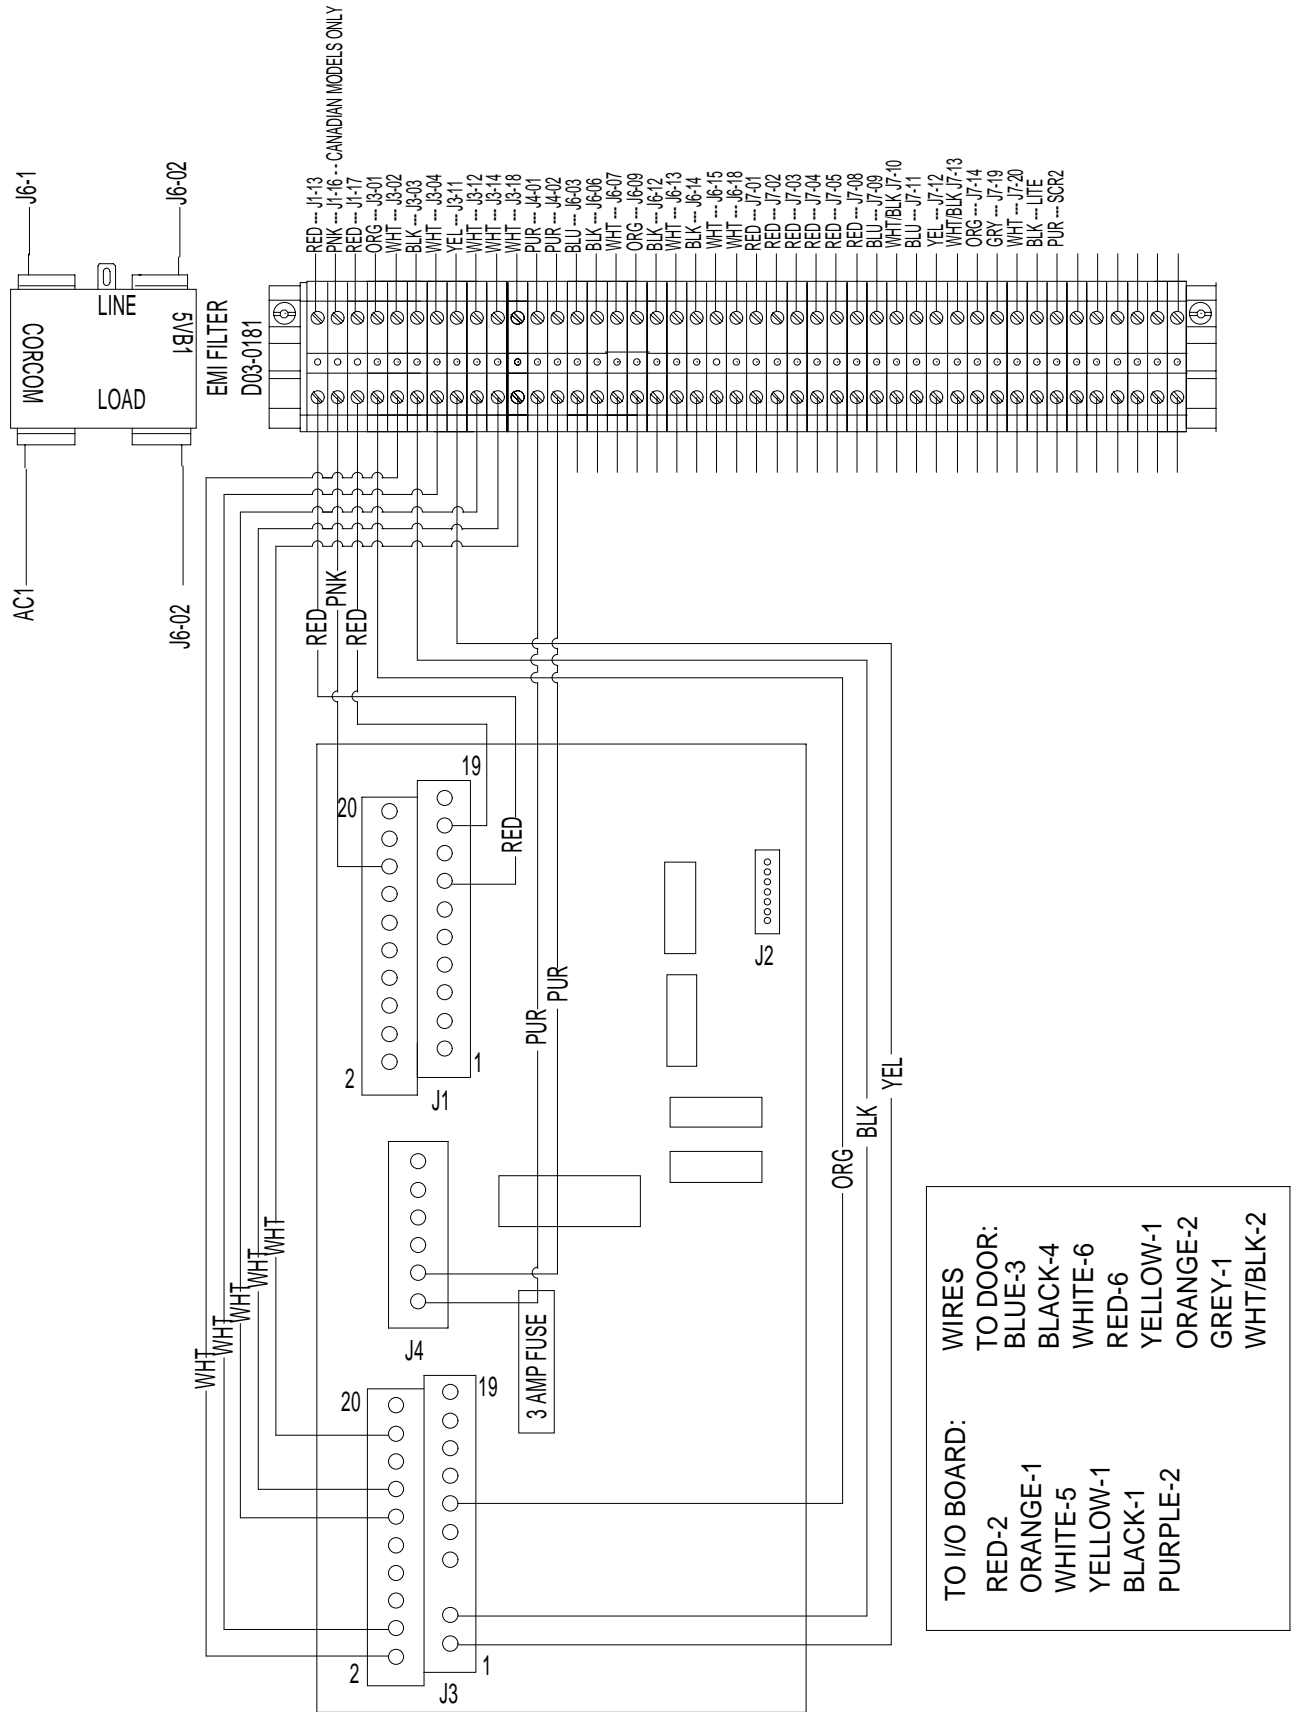 AC1
J6-1
CORCOM
LINE
LOAD
5VB1
J6-02
J6-02
EMI FILTER
D03-0181
RED --- J1-13
PNK --- J1-16 -- CANADIAN MODELS ONLY
RED --- J1-17
ORG --- J3-01
WHT --- J3-02
BLK --- J3-03
WHT --- J3-04
YEL --- J3-11
WHT --- J3-12
WHT --- J3-14
WHT --- J3-18
PUR --- J4-01
PUR --- J4-02
BLU --- J6-03
BLK --- J6-06
WHT --- J6-07
ORG --- J6-09
BLK --- J6-12
WHT --- J6-13
BLK --- J6-14
WHT --- J6-15
WHT --- J6-18
RED --- J7-01
RED --- J7-02
RED --- J7-03
RED --- J7-04
RED --- J7-05
RED --- J7-08
BLU --- J7-09
WHT/BLK J7-10
BLU --- J7-11
YEL --- J7-12
WHT/BLK J7-13
ORG --- J7-14
GRY --- J7-19
WHT --- J7-20
BLK --- LITE
PUR --- SCR2
RED
PNK
RED
RED
WHT
WHT
WHT
WHT
WHT
PUR
PUR
ORG
BLK
YEL
20
19
2
1
J1
J2
J4
3 AMP FUSE
20
19
2
1
J3
TO I/O BOARD:
RED-2
ORANGE-1
WHITE-5
YELLOW-1
BLACK-1
PURPLE-2
WIRES
TO DOOR:
BLUE-3
BLACK-4
WHITE-6
RED-6
YELLOW-1
ORANGE-2
GREY-1
WHT/BLK-2